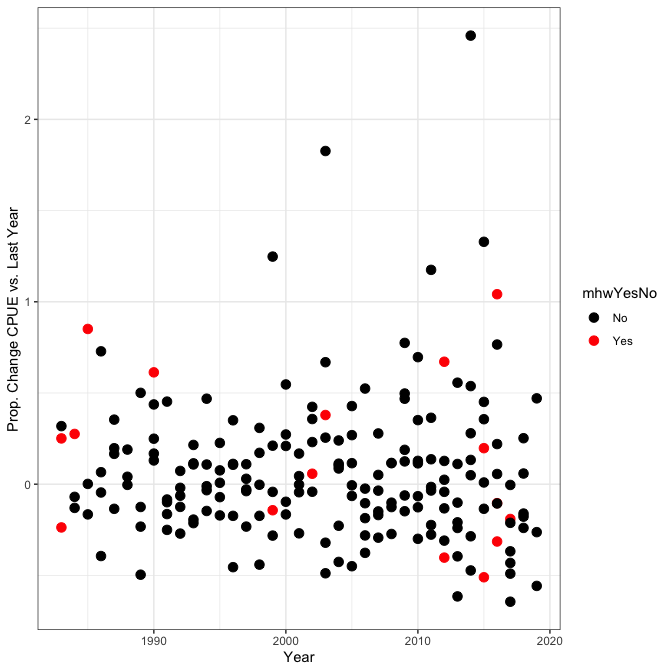 2
1
0
Prop. Change CPUE vs. Last Year
1990
2000
2010
2020
Year
mhwYesNo
No
Yes